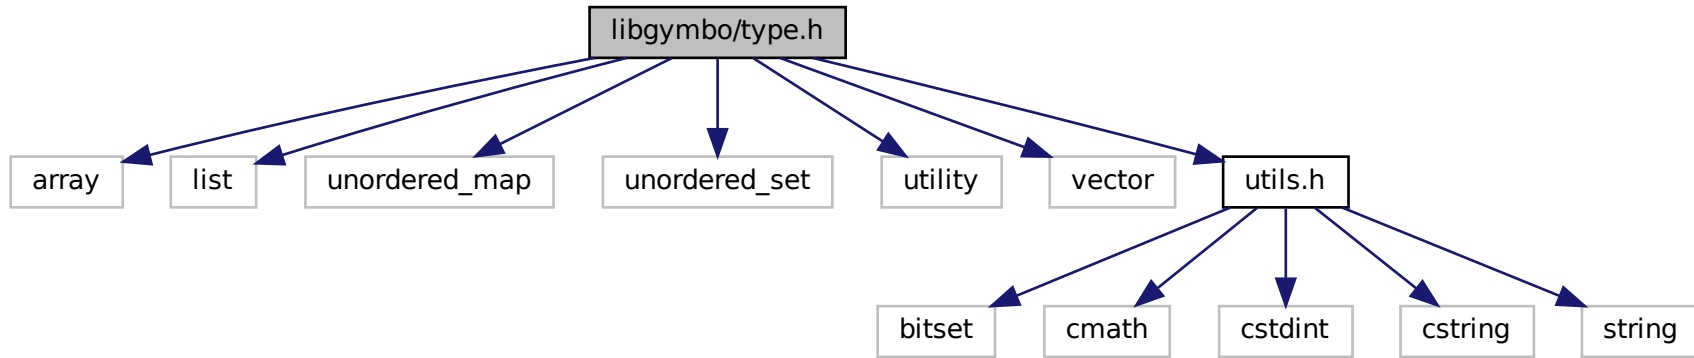 libgymbo/type.h
array
list
unordered_map
unordered_set
utility
vector
utils.h
bitset
cmath
cstdint
cstring
string